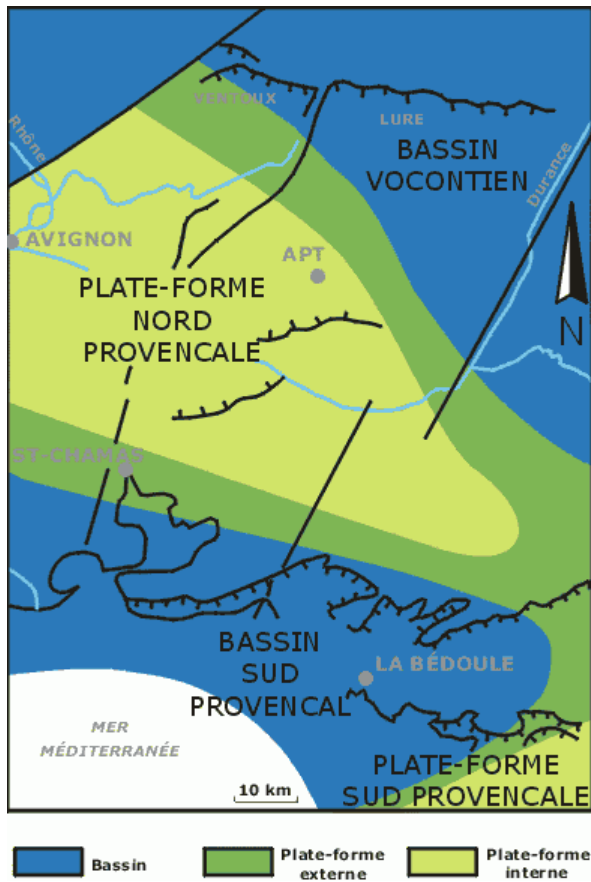 VENTOUX
LURE
BASSIN
VOCONTIEN
Rhône
Durance
AVIGNON
APT
N
PLATE-FORME
NORD
PROVENCALE
ST-CHAMAS
BASSIN
SUD
PROVENCAL
LA BÉDOULE
MER
MÉDITERRANÉE
10 km
PLATE-FORME
SUD PROVENCALE
Bassin
Plate-forme
externe
Plate-forme
interne